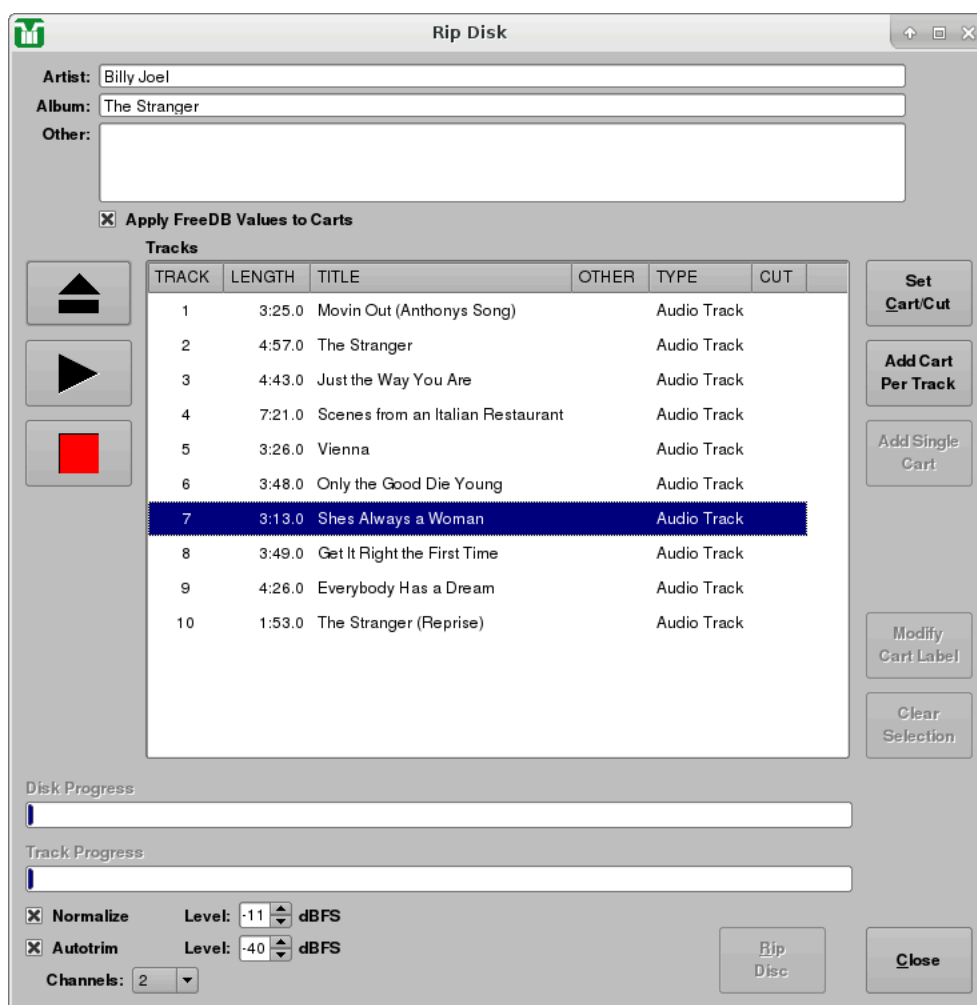 Rip Disk
Artist: Billy Joel
Album: The Stranger
Other:
Apply FreeDB Values to Carts
Tracks
TRACK LENGTH TITLE OTHER TYPE CUT
1 3:25.0 Movin Out (Anthonys Song) Audio Track
2 4:57.0 The Stranger Audio Track
3 4:43.0 Just the Way You Are Audio Track
4 7:21.0 Scenes from an Italian Restaurant Audio Track
5 3:26.0 Vienna Audio Track
6 3:48.0 Only the Good Die Young Audio Track
7 3:13.0 Shes Always a Woman Audio Track
8 3:49.0 Get It Right the First Time Audio Track
9 4:26.0 Everybody Has a Dream Audio Track
10 1:53.0 The Stranger (Reprise) Audio Track
Set
Cart/Cut
Add Cart
Per Track
Add Single
Cart
Modify
Cart Label
Clear
Selection
Disk Progress
Track Progress
Normalize Level: -11 dBFS
Autotrim Level: -40 dBFS
Channels: 2
Rip
Disc
Close